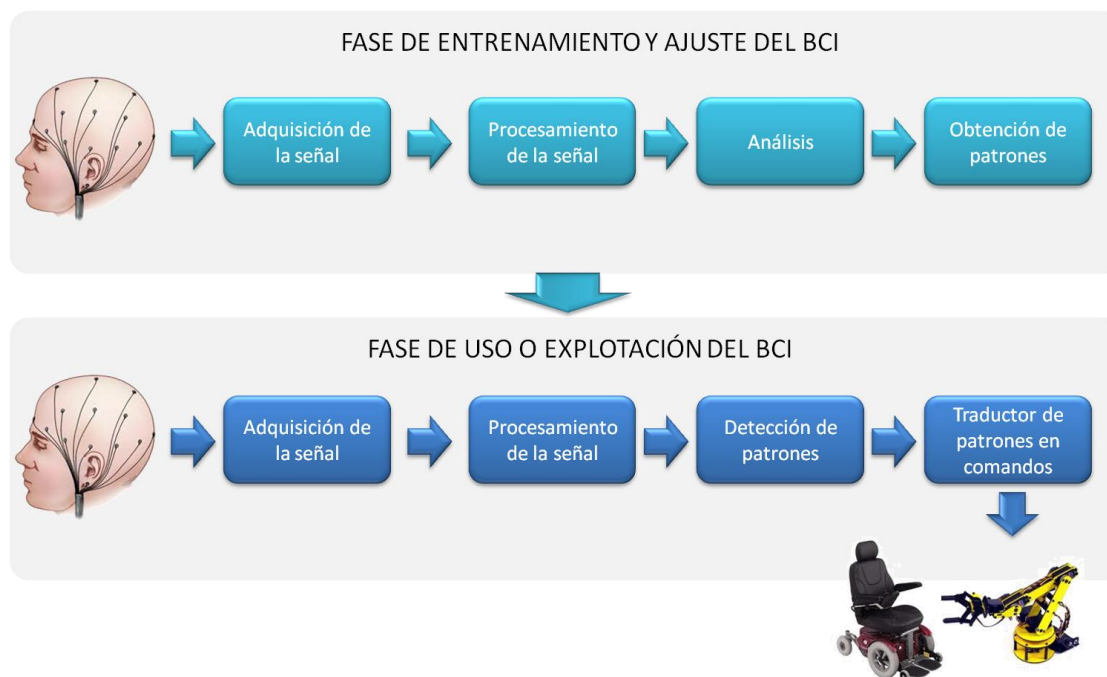 FASE DE ENTRENAMIENTO Y AJUSTE DEL BCI
Adquisición de
la señal
Procesamiento
de la señal
Análisis
Obtención de
patrones
FASE DE USO O EXPLOTACIÓN DEL BCI
Adquisición de
la señal
Procesamiento
de la señal
Detección de
patrones
Traductor de
patrones en
comandos